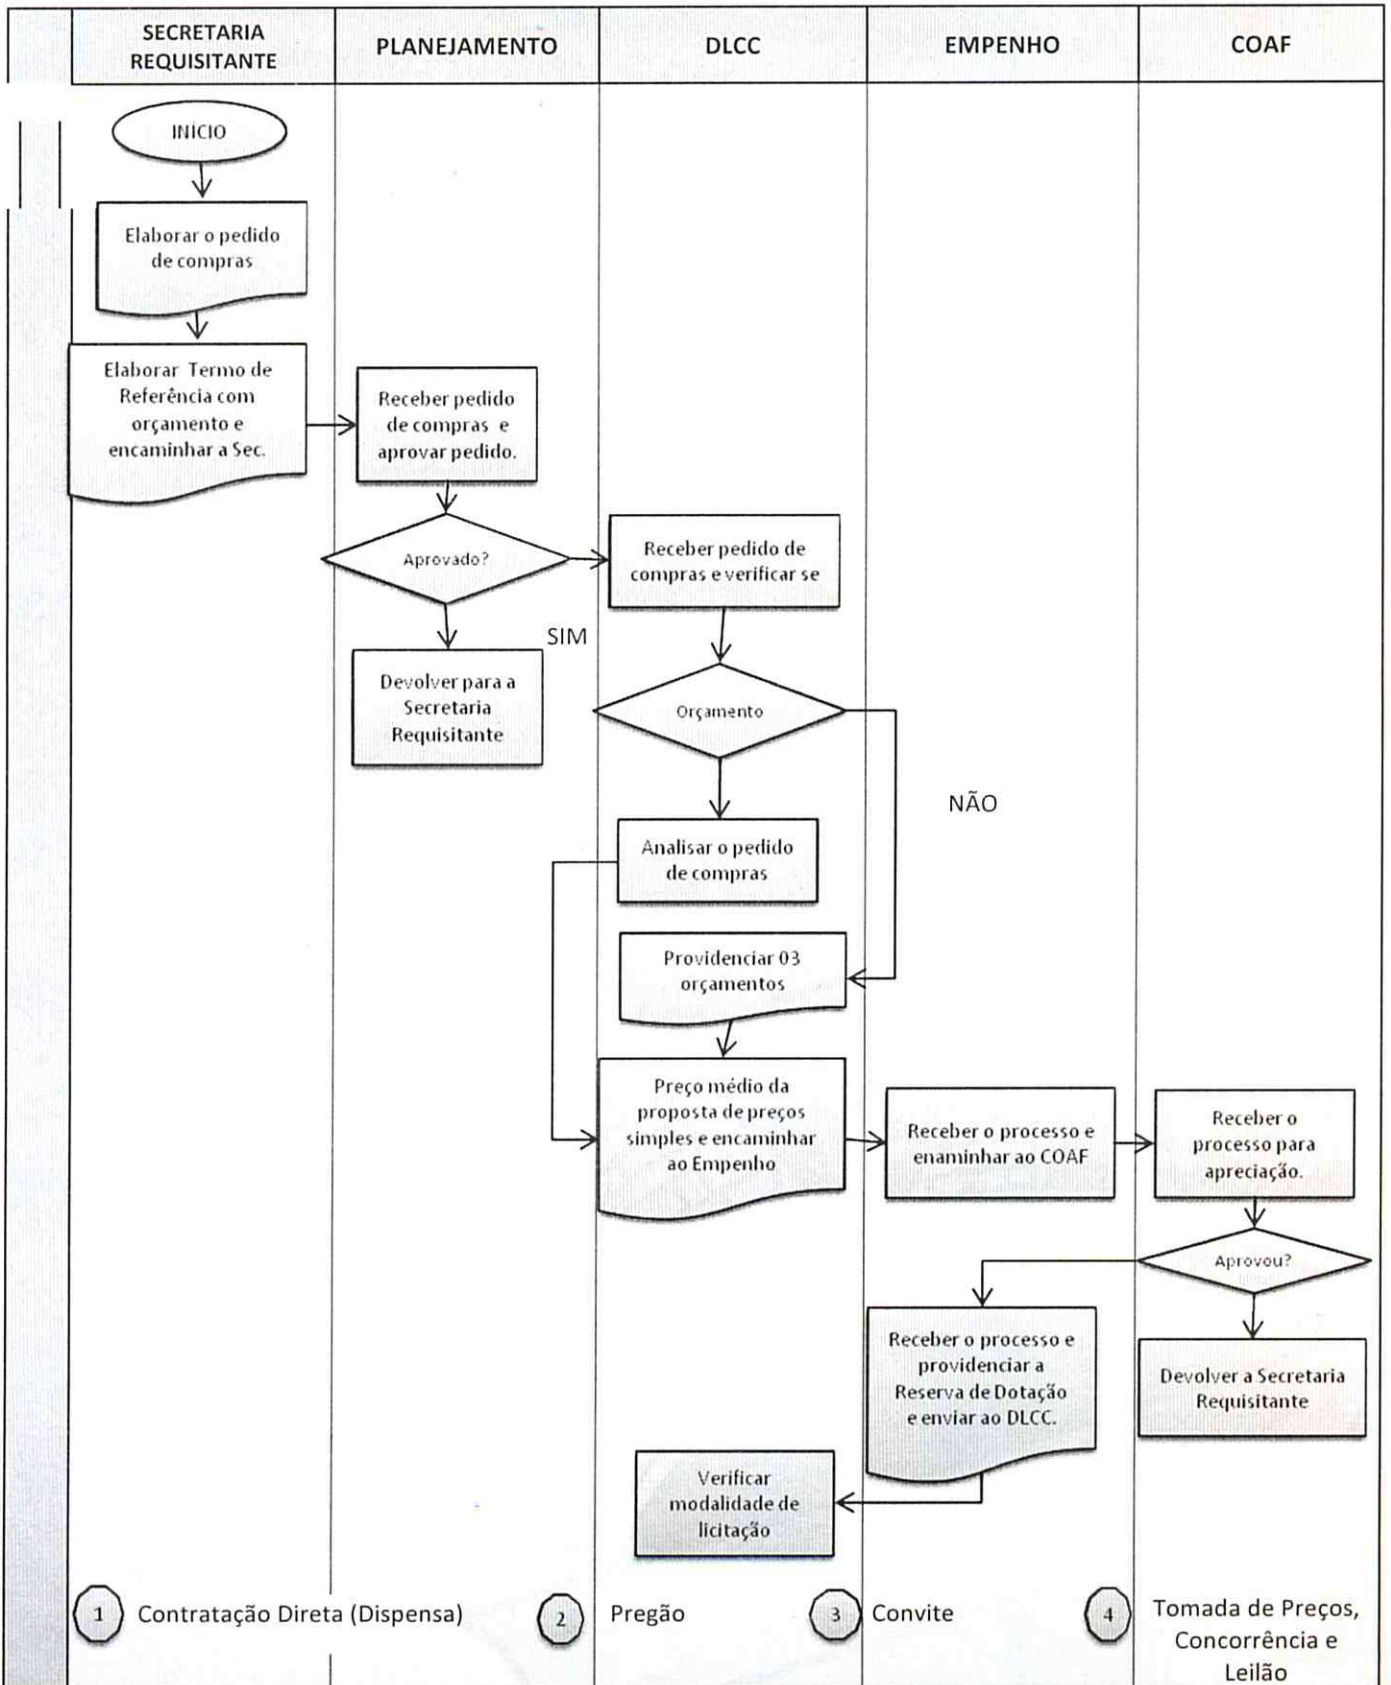 SECRETARIA
REQUISITANTE
PLANEJAMENTO
DLCC
EMPENHO
COAF
INÍCIO
Elaborar o pedido
de compras
Elaborar Termo de
Referência com
orçamento e
encaminhar a Sec.
Receber pedido
de compras e
aprovar pedido.
Aprovado?
Receber pedido de
compras e verificar se
SIM
Devolver para a
Secretaria
Requisitante
Orçamento
NÃO
Analisar o pedido
de compras
Providenciar 03
orçamentos
Preço médio da
proposta de preços
simples e encaminhar
ao Empenho
Receber o processo e
enaminhar ao COAF
Receber o
processo para
apreciação.
Aprovou?
Receber o processo e
providenciar a
Reserva de Dotação
e enviar ao DLCC.
Devolver a Secretaria
Requisitante
Verificar
modalidade de
licitação
1 Contratação Direta (Dispensa)
2 Pregão
3 Convite
4 Tomada de Preços,
Concorrência e
Leilão